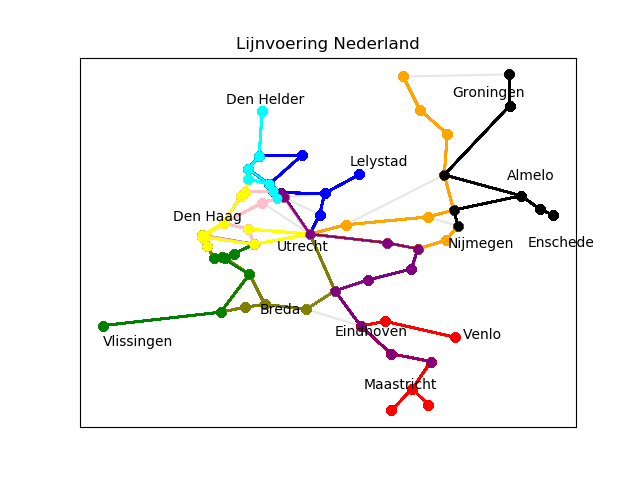 Lijnvoering Nederland
Den Helder
Groningen
Lelystad
Almelo
Den Haag
Utrecht
Nijmegen
Enschede
Breda
Eindhoven
Venlo
Vlissingen
Maastricht